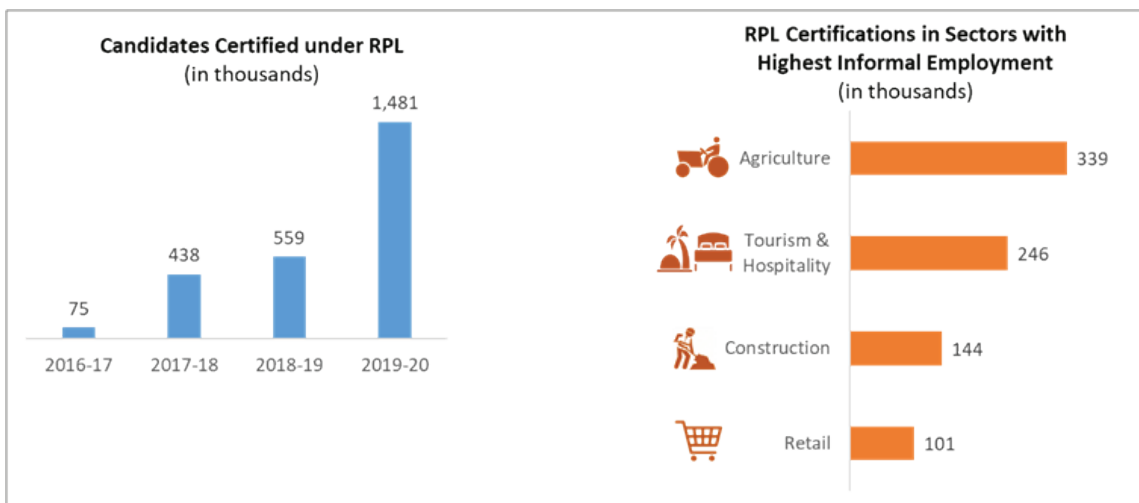 Candidates Certified under RPL
(in thousands)
1,481
559
438
75
2016-17
2017-18
2018-19
2019-20
RPL Certifications in Sectors with
Highest Informal Employment
(in thousands)
Agriculture
339
Tourism &
Hospitality
246
Construction
144
Retail
101